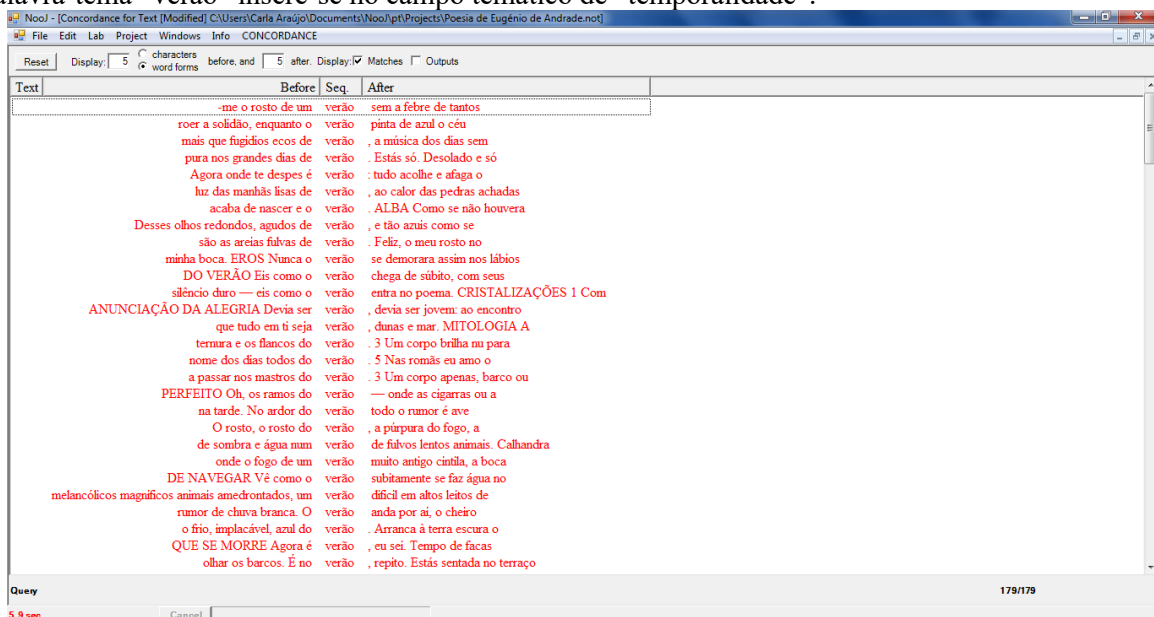 alavra-tema "verão" insere-se no campo temático de "temporalidade".
NooJ - [Concordance for Text [Modified] C:\Users\Carla Araújo\Documents\NooJ\pt\Projects\Poesia de Eugénio de Andrade.not]
File Edit Lab Project Windows Info CONCORDANCE
Reset Display: 5 characters word forms before, and 5 after. Display: Matches Outputs
Text Before Seq. After
-me o rosto de um verão sem a febre de tantos
roer a solidão, enquanto o verão pinta de azul o céu
mais que fugidios ecos de verão , a música dos dias sem
pura nos grandes dias de verão . Estás só. Desolado e só
Agora onde te despes é verão : tudo acolhe e afaga o
luz das manhãs lisas de verão , ao calor das pedras achadas
acaba de nascer e o verão . ALBA Como se não houvera
Desses olhos redondos, agudos de verão , e tão azuis como se
são as areias fulvas de verão . Feliz, o meu rosto no
minha boca. EROS Nunca o verão se demorara assim nos lábios
DO VERÃO Eis como o verão chega de súbito, com seus
silêncio duro — eis como o verão entra no poema. CRISTALIZAÇÕES 1 Com
ANUNCIAÇÃO DA ALEGRIA Devia ser verão , devia ser jovem: ao encontro
que tudo em ti seja verão , dunas e mar. MITOLOGIA A
ternura e os flancos do verão . 3 Um corpo brilha nu para
nome dos dias todos do verão . 5 Nas romãs eu amo o
a passar nos mastros do verão . 3 Um corpo apenas, barco ou
PERFEITO Oh, os ramos do verão — onde as cigarras ou a
na tarde. No ardor do verão todo o rumor é ave
O rosto, o rosto do verão , a púrpura do fogo, a
de sombra e água num verão de fulvos lentos animais. Calhandra
onde o fogo de um verão muito antigo cintila, a boca
DE NAVEGAR Vê como o verão subitamente se faz água no
melancólicos magníficos animais amedrontados, um verão difícil em altos leitos de
rumor de chuva branca. O verão anda por aí, o cheiro
o frio, implacável, azul do verão . Arranca à terra escura o
QUE SE MORRE Agora é verão , eu sei. Tempo de facas
olhar os barcos. É no verão , repito. Estás sentada no terraço
Query 179/179
5,9 sec Cancel